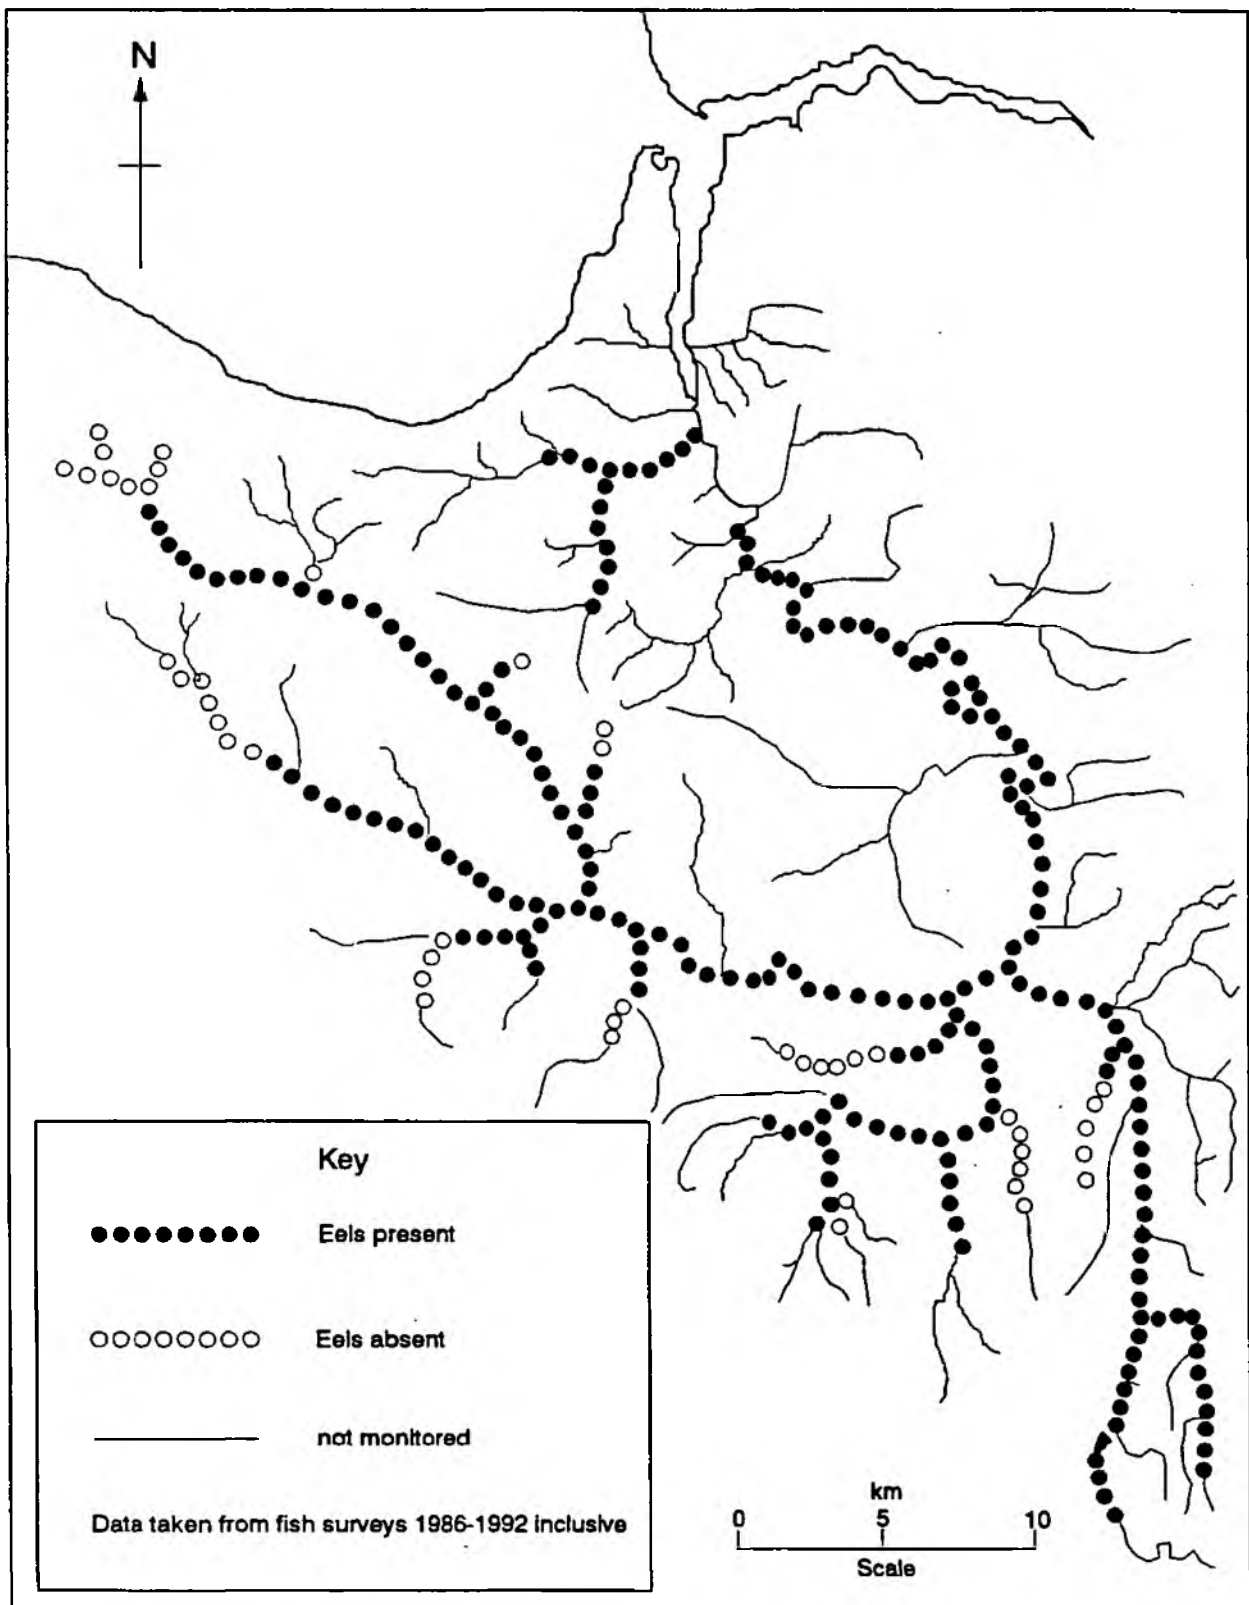 N
Key
Eels present
Eels absent
not monitored
Data taken from fish surveys 1986-1992 inclusive
km
0 5 10
Scale